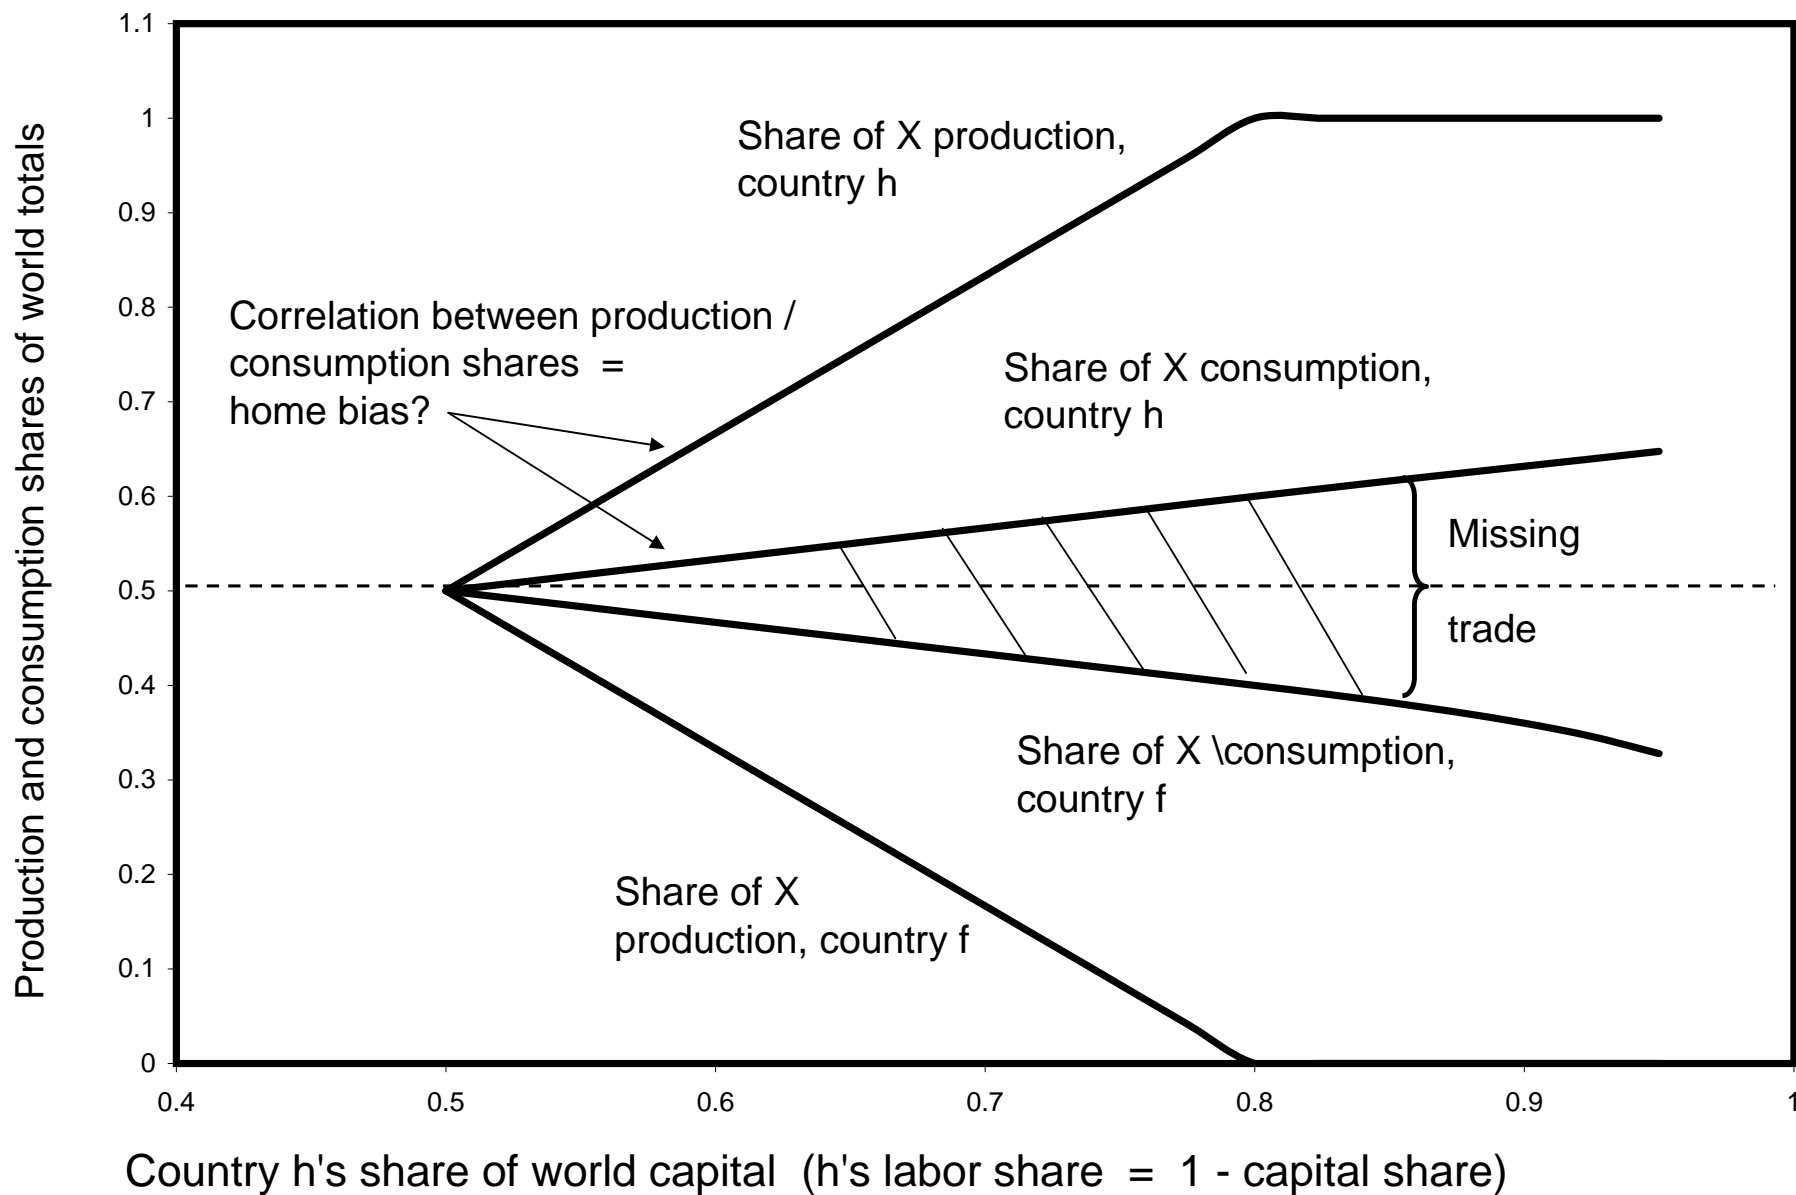 Production and consumption shares of world totals
1.1
1
0.9
0.8
0.7
0.6
0.5
0.4
0.3
0.2
0.1
0
Share of X production,
country h
Correlation between production /
consumption shares =
home bias?
Share of X consumption,
country h
Missing
trade
Share of X \consumption,
country f
Share of X
production, country f
0.4
0.5
0.6
0.7
0.8
0.9
1
Country h's share of world capital (h's labor share = 1 - capital share)